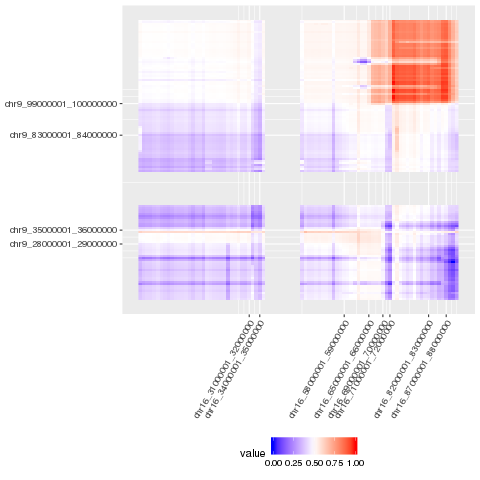 chr9_99000001_100000000
chr9_83000001_84000000
chr9_35000001_36000000
chr9_28000001_29000000
chr16_31000001_32000000
chr16_34000001_35000000
chr16_58000001_59000000
chr16_65000001_66000000
chr16_69000001_70000000
chr16_71000001_72000000
chr16_82000001_83000000
chr16_87000001_88000000
value
0.00 0.25 0.50 0.75 1.00